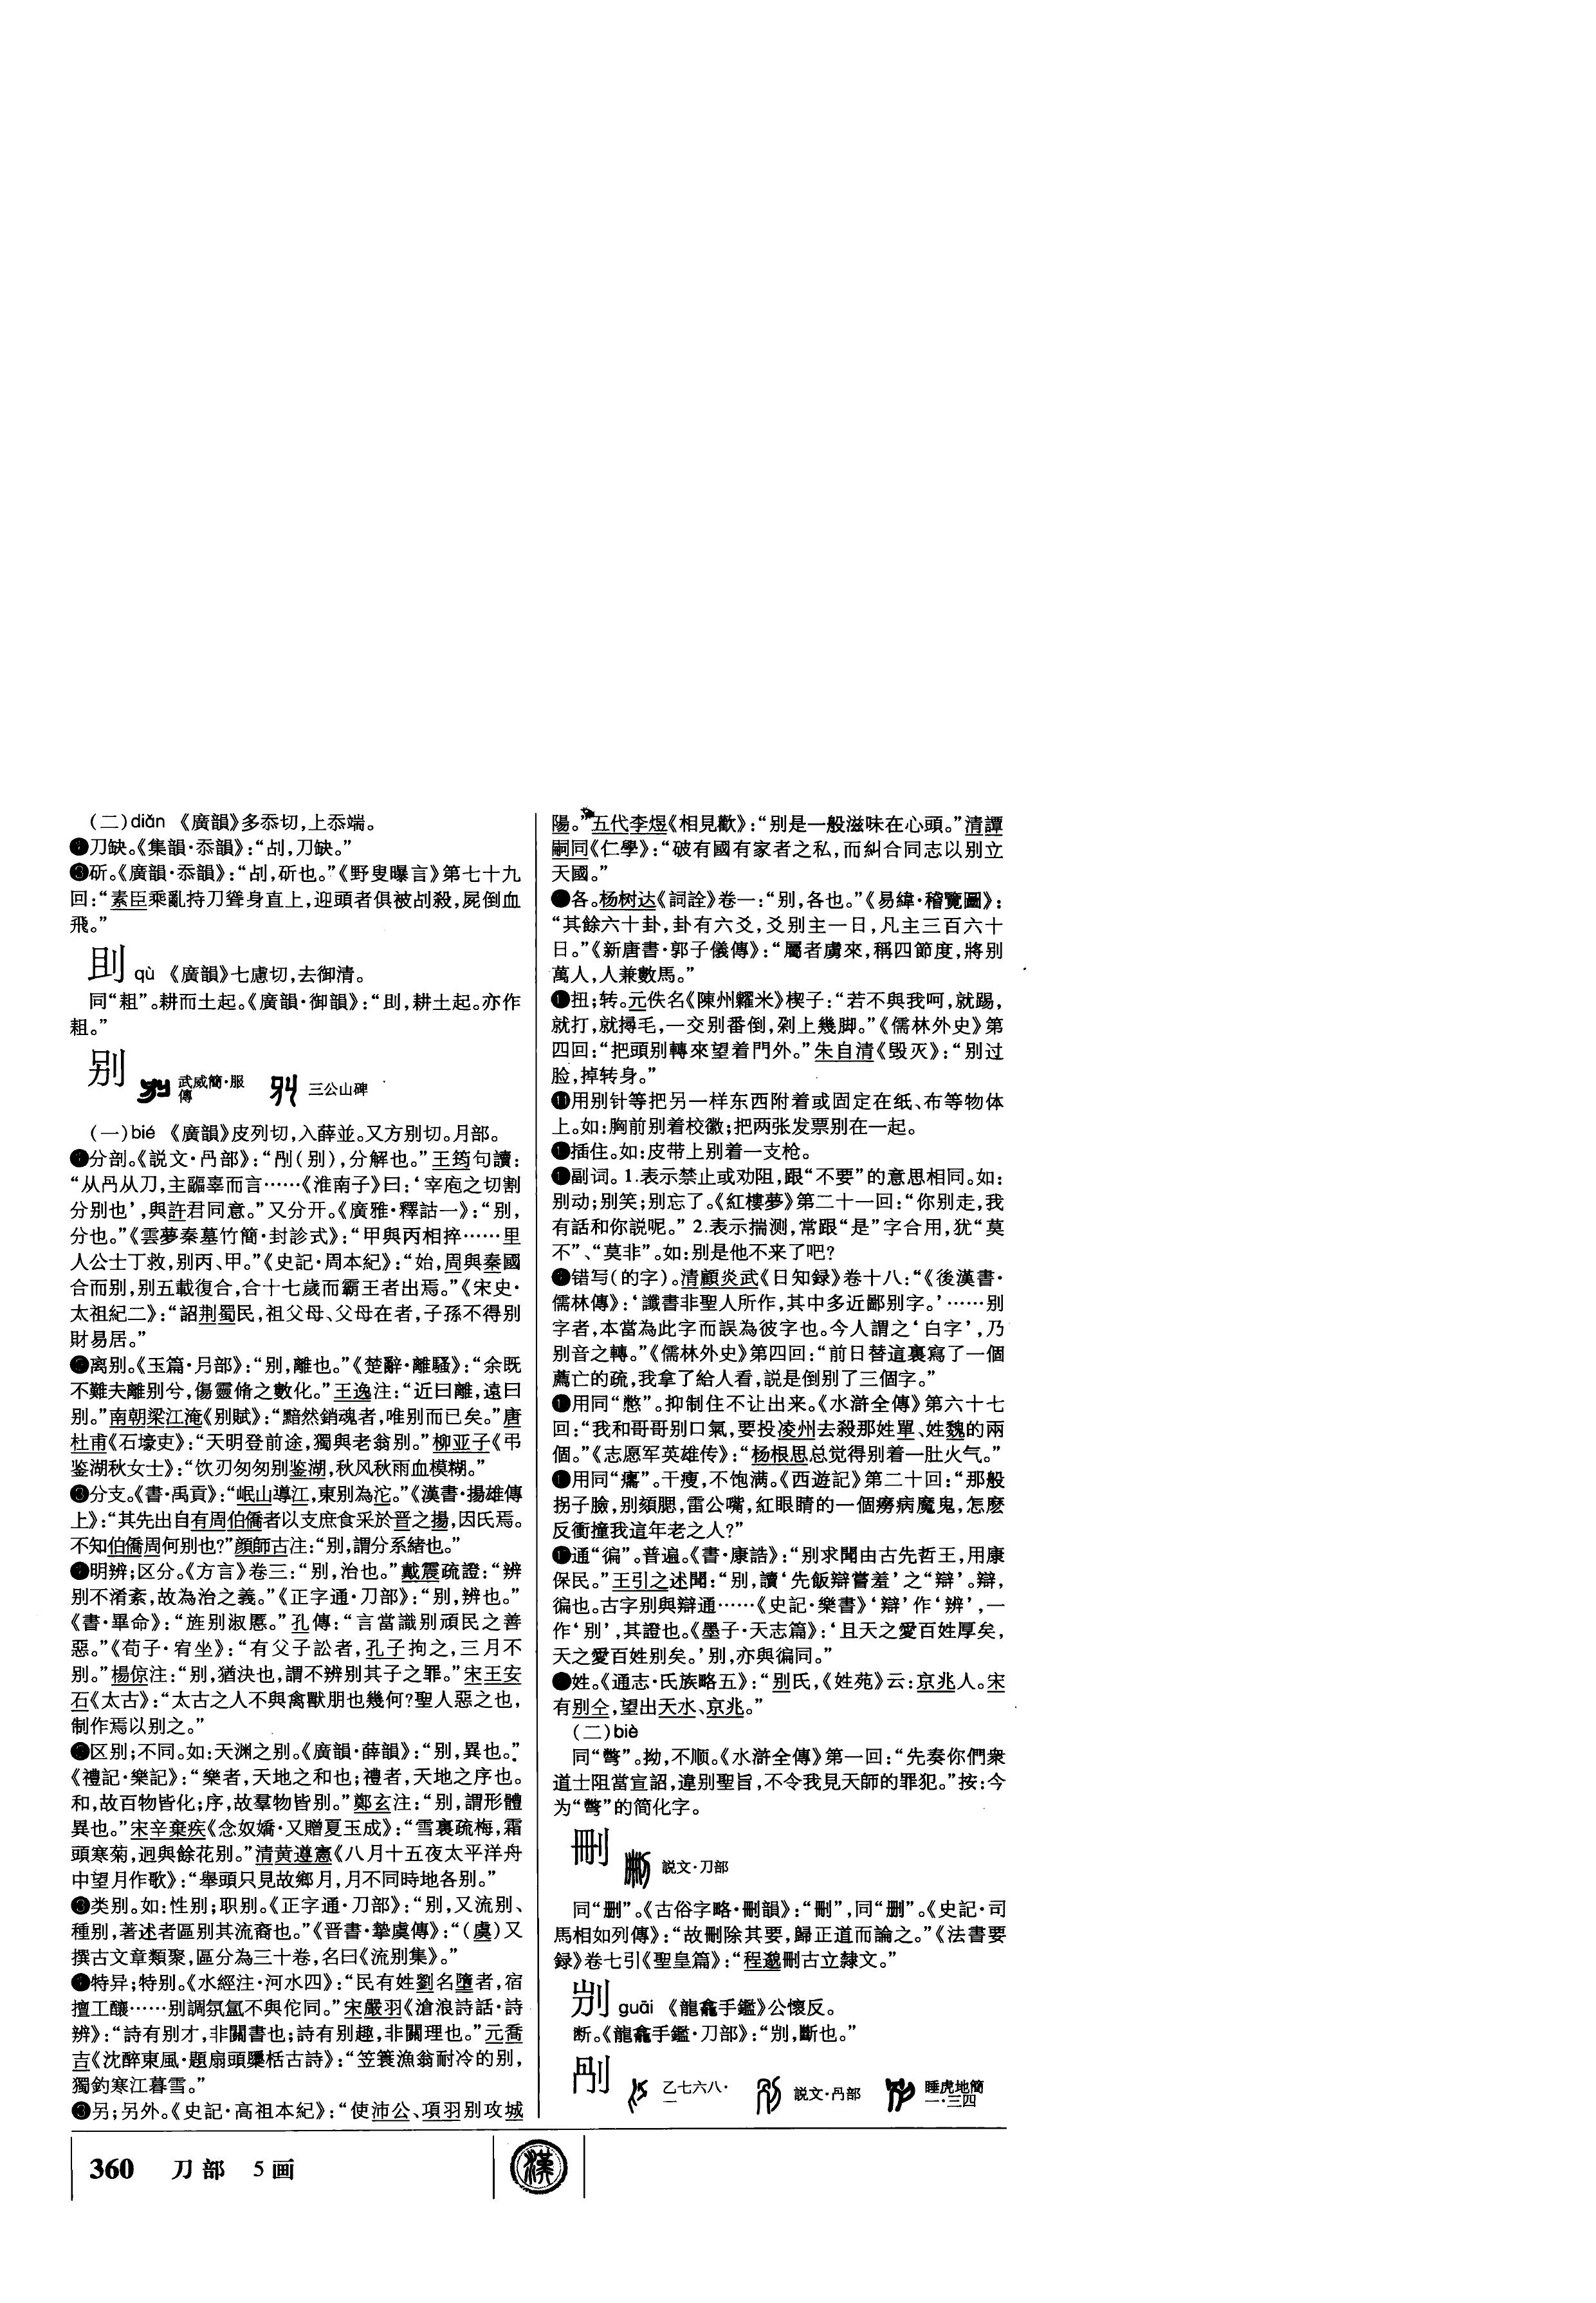 (二)diǎn 《廣韻》多忝切,上忝端。
❷刀缺。《集韻·忝韻》:“刮,刀缺。”
❸斫。《廣韻·忝韻》:“刮,斫也。”《野叟曝言》第七十九
回:“素臣乘亂持刀聳身直上,迎頭者俱被刮殺,屍倒血
飛。”
刞 qù 《廣韻》七慮切,去御清。
同“耝”。耕而土起。《廣韻·御韻》:“刞,耕土起。亦作
耝。”
别 武威簡·服
傳 三公山碑
(一)bié 《廣韻》皮列切,入薛並。又方别切。月部。
❶分剖。《説文·冎部》:“𠛰(别),分解也。”王筠句讀:
“从冎从刀,主疈辜而言……《淮南子》曰:‘宰庖之切割
分别也’,與許君同意。”又分开。《廣雅·釋詁一》:“别,
分也。”《雲夢秦墓竹簡·封診式》:“甲與丙相捽……里
人公士丁救,别丙、甲。”《史記·周本紀》:“始,周與秦國
合而别,别五載復合,合十七歲而霸王者出焉。”《宋史·
太祖紀二》:“詔荆蜀民,祖父母、父母在者,子孫不得别
財易居。”
❷离别。《玉篇·月部》:“别,離也。”《楚辭·離騷》:“余既
不難夫離别兮,傷靈脩之數化。”王逸注:“近曰離,遠曰
别。”南朝梁江淹《别賦》:“黯然銷魂者,唯别而已矣。”唐
杜甫《石壕吏》:“天明登前途,獨與老翁别。”柳亚子《弔
鉴湖秋女士》:“饮刃匆匆别鉴湖,秋风秋雨血模糊。”
❸分支。《書·禹貢》:“岷山導江,東别為沱。”《漢書·揚雄傳
上》:“其先出自有周伯僑者以支庶食采於晋之揚,因氏焉。
不知伯僑周何别也?”顔師古注:“别,謂分系緒也。”
❹明辨;区分。《方言》卷三:“别,治也。”戴震疏證:“辨
别不淆紊,故為治之義。”《正字通·刀部》:“别,辨也。”
《書·畢命》:“旌别淑慝。”孔傳:“言當識别頑民之善
惡。”《荀子·宥坐》:“有父子訟者,孔子拘之,三月不
别。”楊倞注:“别,猶決也,謂不辨别其子之罪。”宋王安
石《太古》:“太古之人不與禽獸朋也幾何?聖人惡之也,
制作焉以别之。”
❺区别;不同。如:天渊之别。《廣韻·薛韻》:“别,異也。”
《禮記·樂記》:“樂者,天地之和也;禮者,天地之序也。
和,故百物皆化;序,故羣物皆别。”鄭玄注:“别,謂形體
異也。”宋辛棄疾《念奴嬌·又贈夏玉成》:“雪裏疏梅,霜
頭寒菊,迥與餘花别。”清黄遵憲《八月十五夜太平洋舟
中望月作歌》:“舉頭只見故鄉月,月不同時地各别。”
❻类别。如:性别;职别。《正字通·刀部》:“别,又流别、
種别,著述者區别其流裔也。”《晋書·摯虞傳》:“(虞)又
撰古文章類聚,區分為三十卷,名曰《流别集》。”
❼特异;特别。《水經注·河水四》:“民有姓劉名墮者,宿
擅工釀……别調氛氲不與佗同。”宋嚴羽《滄浪詩話·詩
辨》:“詩有别才,非關書也;詩有别趣,非關理也。”元喬
吉《沈醉東風·題扇頭櫽栝古詩》:“笠簑漁翁耐冷的别,
獨釣寒江暮雪。”
❽另;另外。《史記·高祖本紀》:“使沛公、項羽别攻城
陽。”五代李煜《相見歡》:“别是一般滋味在心頭。”清譚
嗣同《仁學》:“破有國有家者之私,而糾合同志以别立
天國。”
各。杨树达《詞詮》卷一:“别,各也。”《易緯·稽覽圖》:
“其餘六十卦,卦有六爻,爻别主一日,凡主三百六十
日。”《新唐書·郭子儀傳》:“屬者虜來,稱四節度,將别
萬人,人兼數馬。”
扭;转。元佚名《陳州糶米》楔子:“若不與我呵,就踢,
就打,就撏毛,一交别番倒,剁上幾脚。”《儒林外史》第
四回:“把頭别轉來望着門外。”朱自清《毁灭》:“别过
脸,掉转身。”
⓫用别针等把另一样东西附着或固定在纸、布等物体
上。如:胸前别着校徽;把两张发票别在一起。
插住。如:皮带上别着一支枪。
副词。1.表示禁止或劝阻,跟“不要”的意思相同。如:
别动;别笑;别忘了。《紅樓夢》第二十一回:“你别走,我
有話和你説呢。” 2.表示揣测,常跟“是”字合用,犹“莫
不”、“莫非”。如:别是他不来了吧?
错写(的字)。清顧炎武《日知録》卷十八:“《後漢書·
儒林傳》:‘讖書非聖人所作,其中多近鄙别字。’……别
字者,本當為此字而誤為彼字也。今人謂之‘白字’,乃
别音之轉。”《儒林外史》第四回:“前日替這裏寫了一個
薦亡的疏,我拿了給人看,説是倒别了三個字。”
用同“憋”。抑制住不让出来。《水滸全傳》第六十七
回:“我和哥哥别口氣,要投凌州去殺那姓單、姓魏的兩
個。”《志愿军英雄传》:“杨根思总觉得别着一肚火气。”
用同“癟”。干瘦,不饱满。《西遊記》第二十回:“那般
拐子臉,别頦腮,雷公嘴,紅眼睛的一個癆病魔鬼,怎麽
反衝撞我這年老之人?”
通“徧”。普遍。《書·康誥》:“别求聞由古先哲王,用康
保民。”王引之述聞:“别,讀‘先飯辯嘗羞’之“辯’。辯,
徧也。古字别與辯通……《史記·樂書》‘辯’作‘辨’,一
作‘别’,其證也。《墨子·天志篇》:‘且天之愛百姓厚矣,
天之愛百姓别矣。’别,亦與徧同。”
姓。《通志·氏族略五》:“别氏,《姓苑》云:京兆人。宋
有别仝,望出天水、京兆。”
(二)biè
同“彆”。拗,不顺。《水滸全傳》第一回:“先奏你們衆
道士阻當宣詔,違别聖旨,不令我見天師的罪犯。”按:今
为“彆”的简化字。
刪 説文·刀部
同“删”。《古俗字略·刪韻》:“刪”,同“删”。《史記·司
馬相如列傳》:“故刪除其要,歸正道而論之。”《法書要
録》卷七引《聖皇篇》:“程邈刪古立隸文。”
guāi 《龍龕手鑑》公懷反。
断。《龍龕手鑑·刀部》:“,斷也。”
𠛰 乙七六八·
一 説文·冎部 睡虎地簡
一·三四
360 刀部 5画
漢